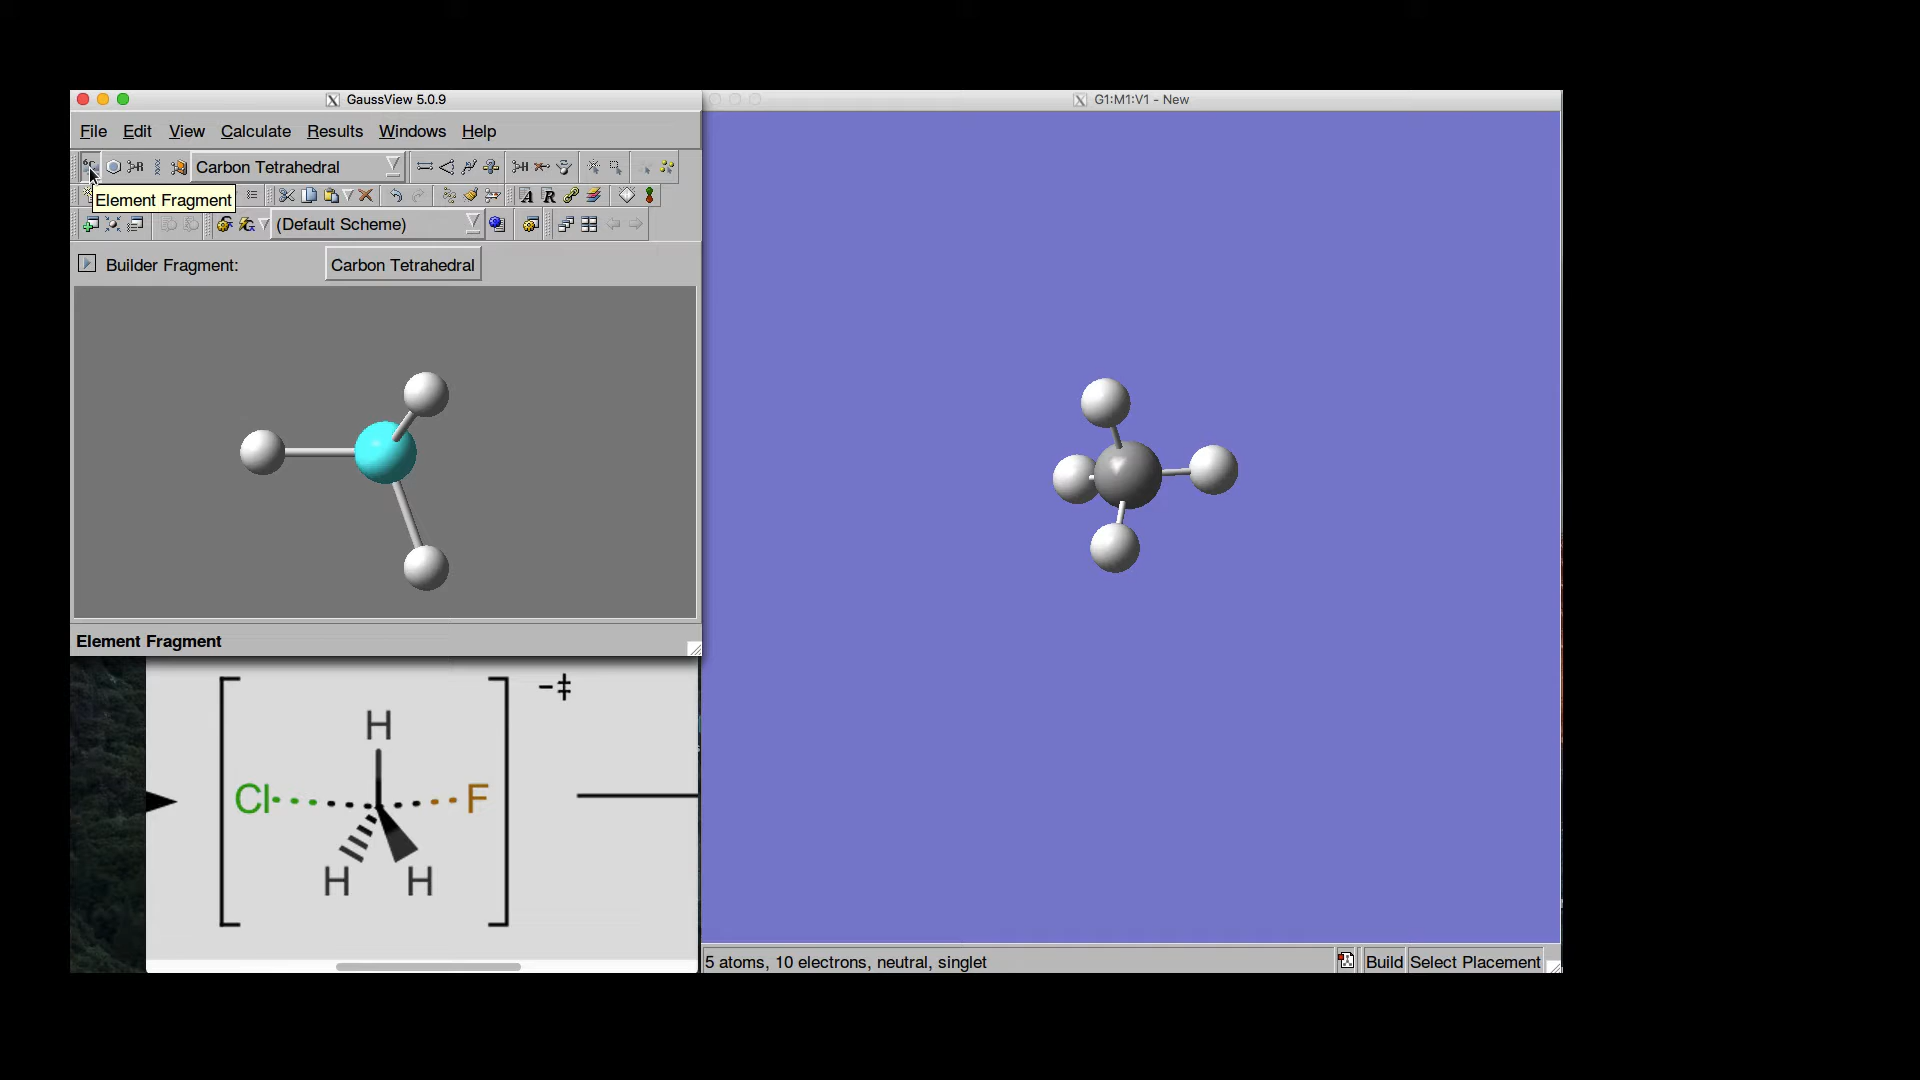 GaussView 5.0.9
G1:M1:V1 - New
File Edit View Calculate Results Windows Help
Carbon Tetrahedral
Element Fragment
(Default Scheme)
Builder Fragment: Carbon Tetrahedral
Element Fragment
-‡
H
Cl F
H H
5 atoms, 10 electrons, neutral, singlet
Build Select Placement